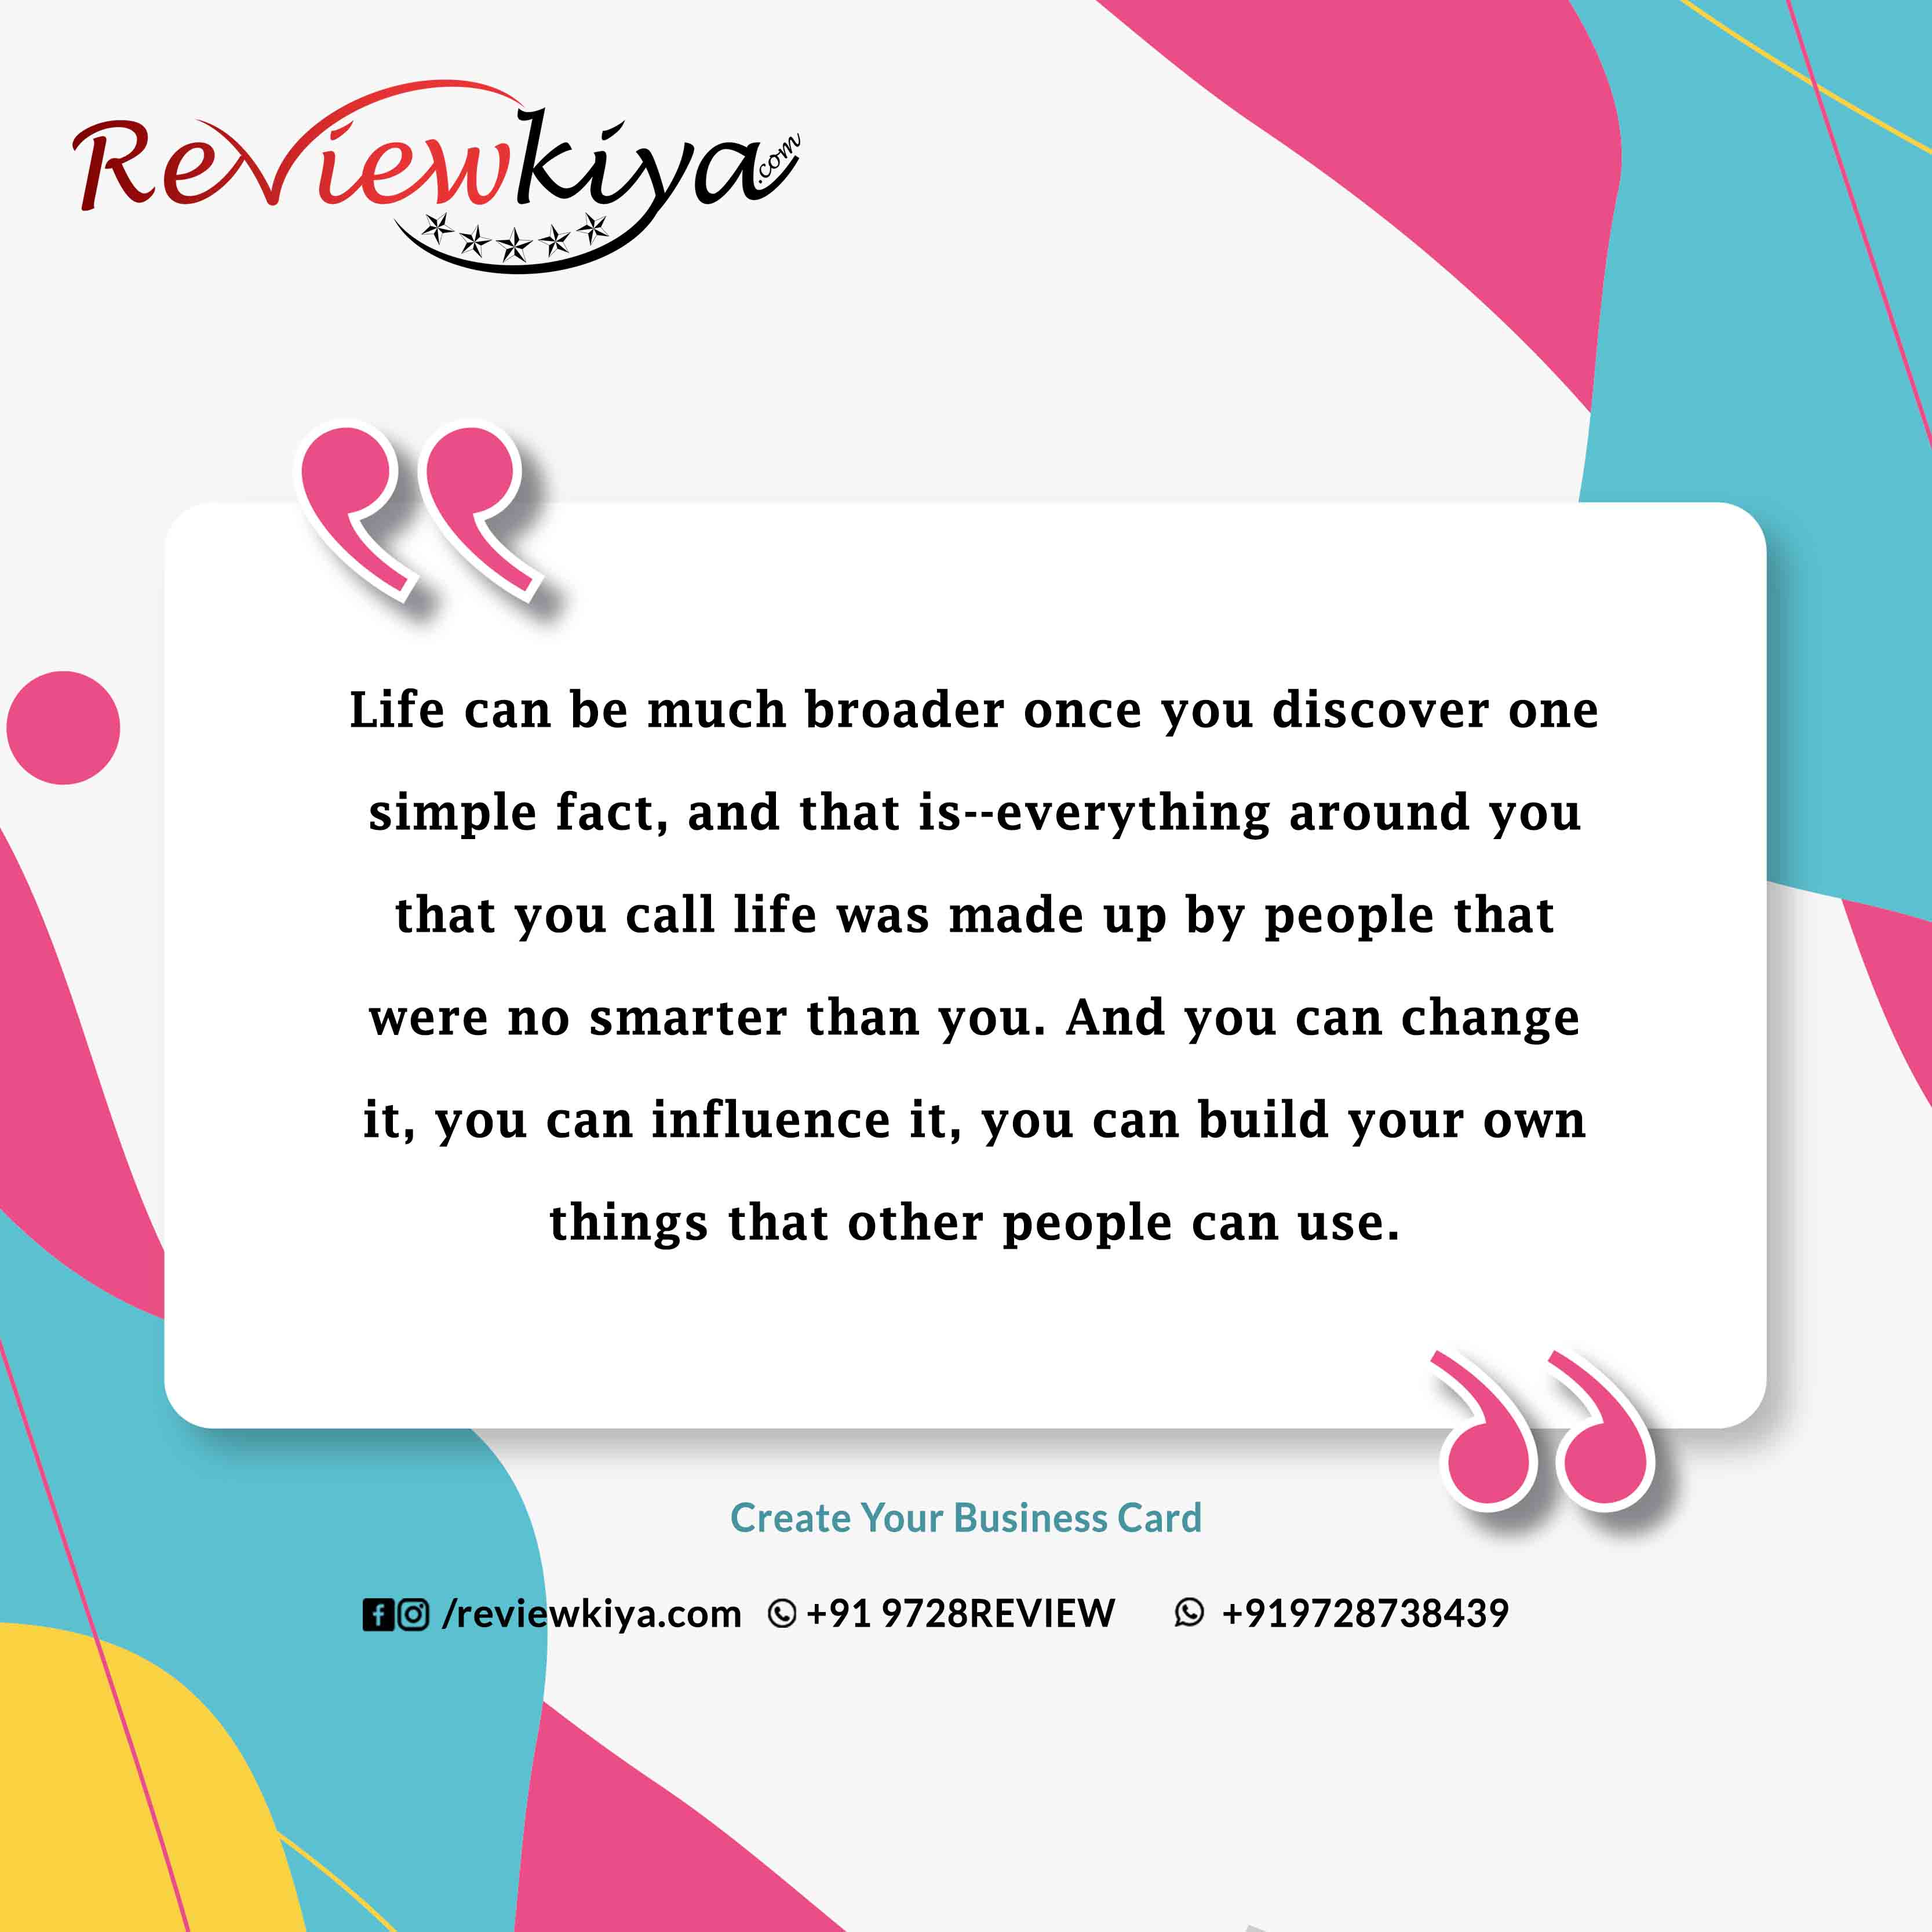 Reviewkiya.com
Life can be much broader once you discover one
simple fact, and that is--everything around you
that you call life was made up by people that
were no smarter than you. And you can change
it, you can influence it, you can build your own
things that other people can use.
Create Your Business Card
/reviewkiya.com +91 9728REVIEW +919728738439